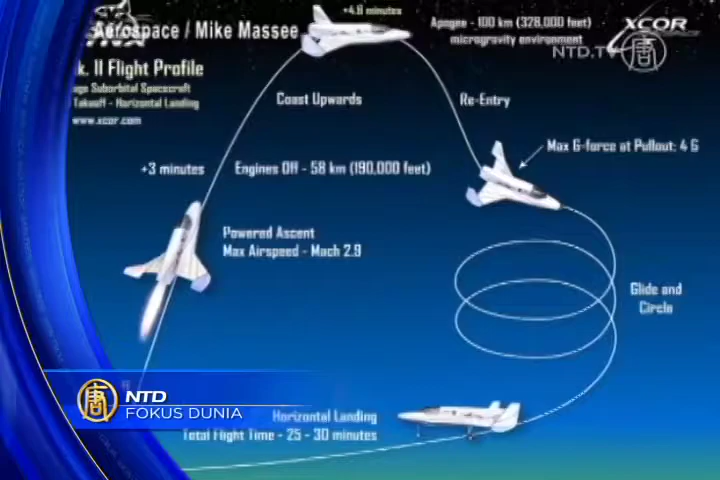 +4.8 minutes
Aerospace / Mike Massee
Apogee - 100 km (328,000 feet)
microgravity environment
XCOR
NTD.TV
k. II Flight Profile
Suborbital Spacecraft
Takeoff - Horizontal Landing
www.xcor.com
Coast Upwards
Re-Entry
Max G-force at Pullout: 4 G
+3 minutes
Engines Off - 58 km (190,000 feet)
Powered Ascent
Max Airspeed - Mach 2.9
Glide and
Circle
唐
NTD
FOKUS DUNIA
Horizontal Landing
Total Flight Time - 25 - 30 minutes